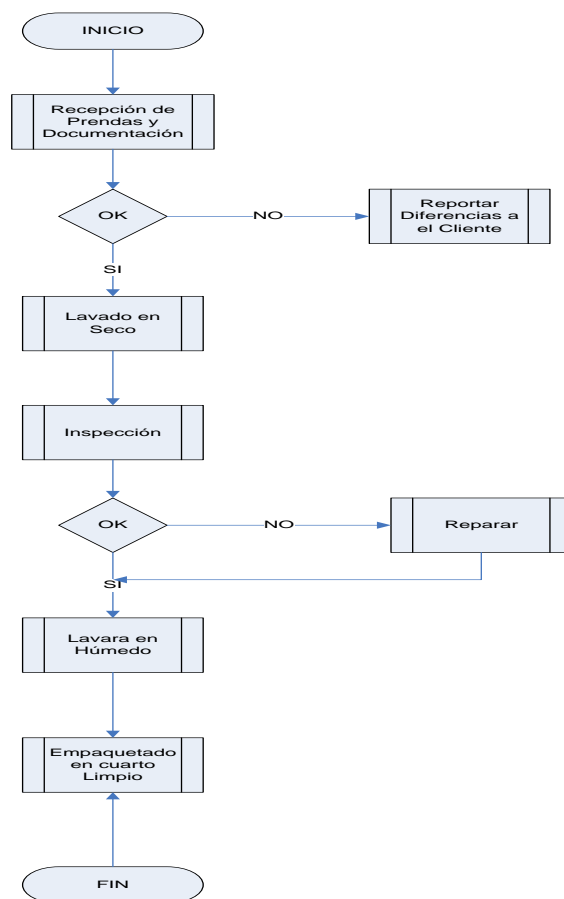 INICIO
Recepción de
Prendas y
Documentación
OK
NO
Reportar
Diferencias a
el Cliente
SI
Lavado en
Seco
Inspección
OK
NO
Reparar
SI
Lavara en
Húmedo
Empaquetado
en cuarto
Limpio
FIN